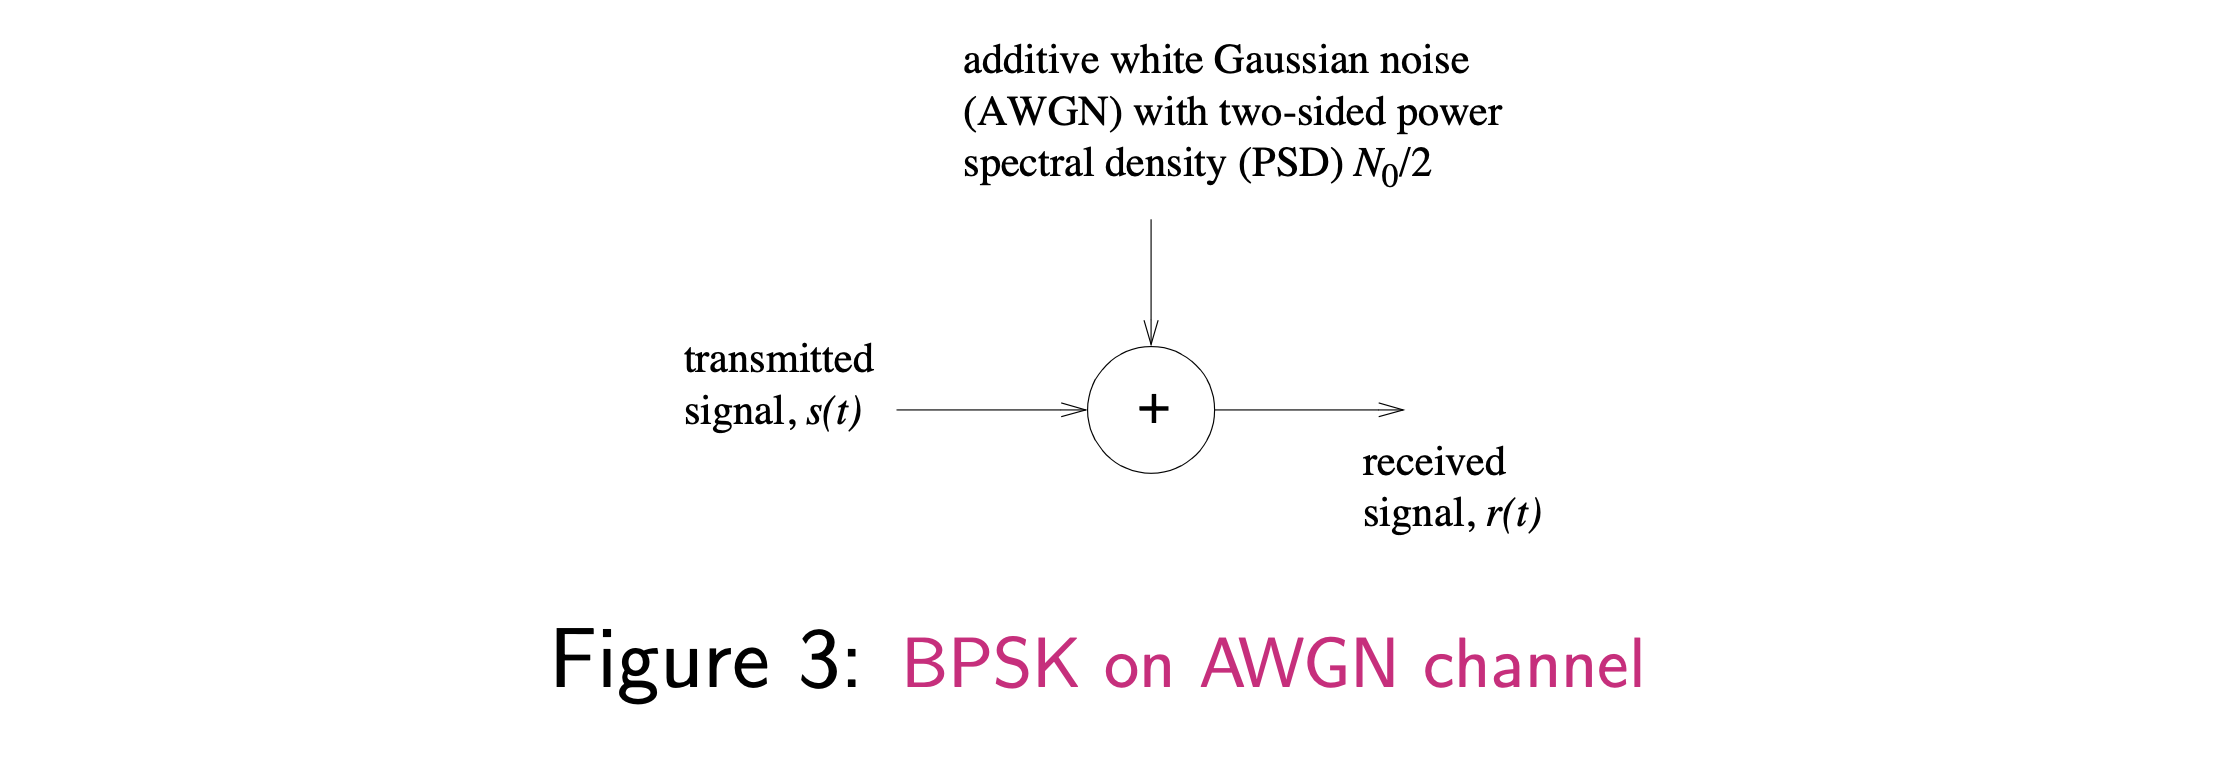 additive white Gaussian noise
(AWGN) with two-sided power
spectral density (PSD) N₀/2
transmitted
signal, s(t)
+
received
signal, r(t)
Figure 3: BPSK on AWGN channel